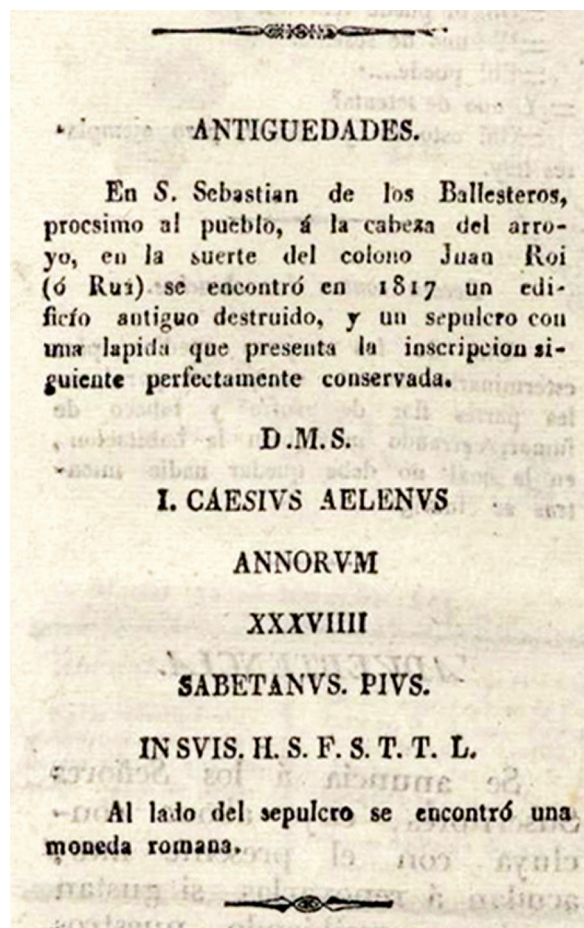 ANTIGUEDADES.
En S. Sebastian de los Ballesteros,
procsimo al pueblo, á la cabeza del arro-
yo, en la suerte del colono Juan Roi
(ó Rus) se encontró en 1817 un edi-
ficío antiguo destruido, y un sepulcro con
una lapida que presenta la inscripcion si-
guiente perfectamente conservada.
D.M.S.
I. CAESIVS AELENVS
ANNORVM
XXXVIIII
SABETANVS. PIVS.
IN SVIS. H. S. F. S. T. T. L.
Al lado del sepulcro se encontró una
moneda romana.